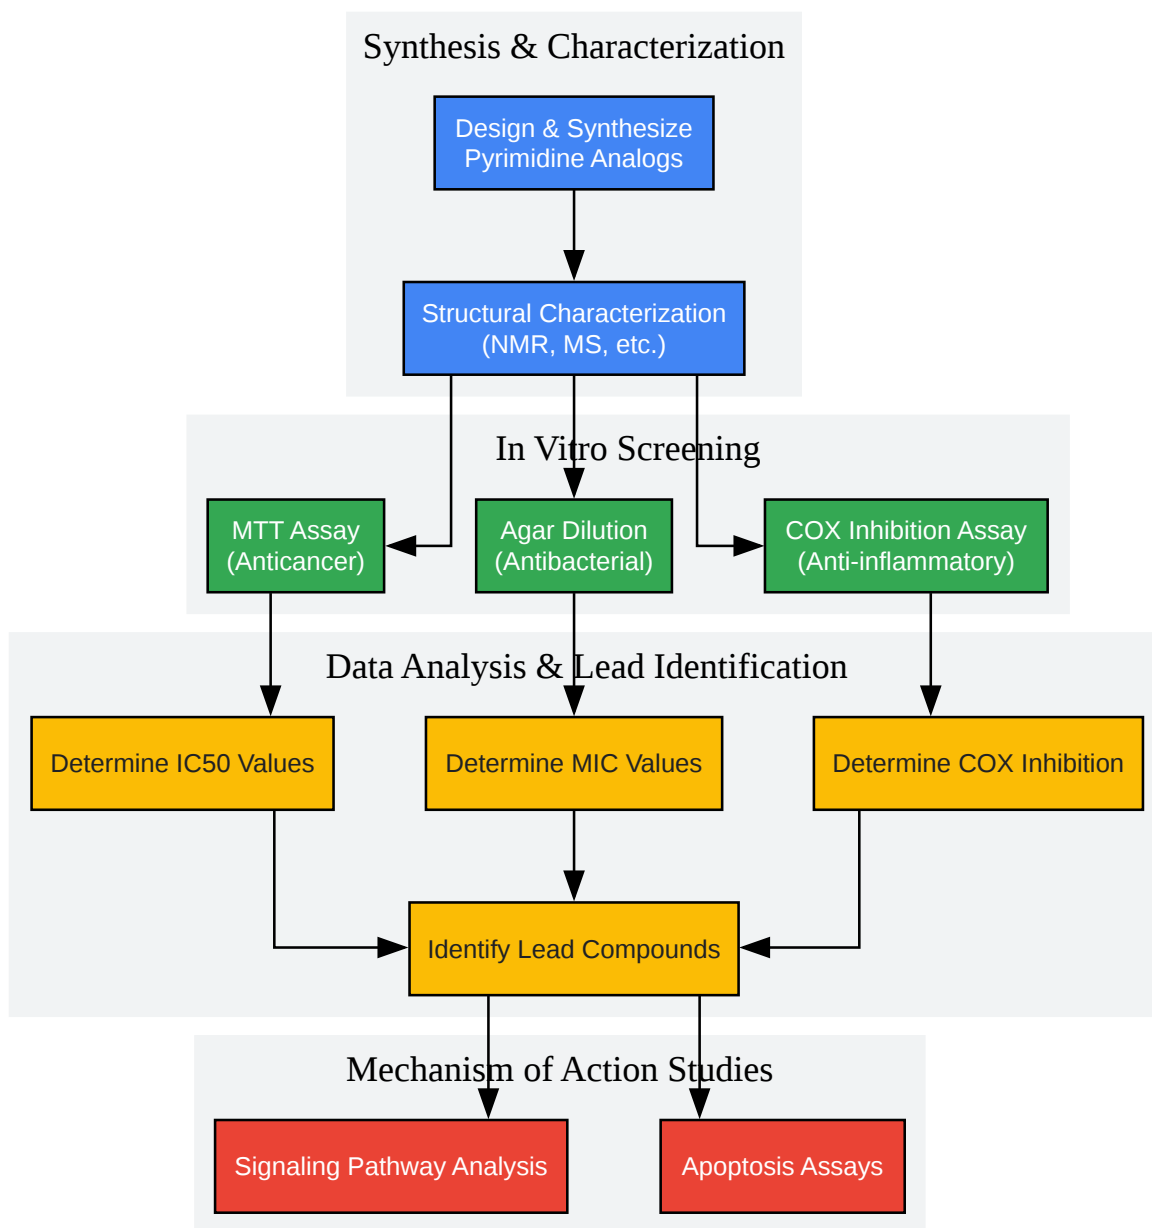 Synthesis & Characterization
Design & Synthesize
Pyrimidine Analogs
Structural Characterization
(NMR, MS, etc.)
In Vitro Screening
MTT Assay
(Anticancer)
Agar Dilution
(Antibacterial)
COX Inhibition Assay
(Anti-inflammatory)
Data Analysis & Lead Identification
Determine IC50 Values
Determine MIC Values
Determine COX Inhibition
Identify Lead Compounds
Mechanism of Action Studies
Signaling Pathway Analysis
Apoptosis Assays